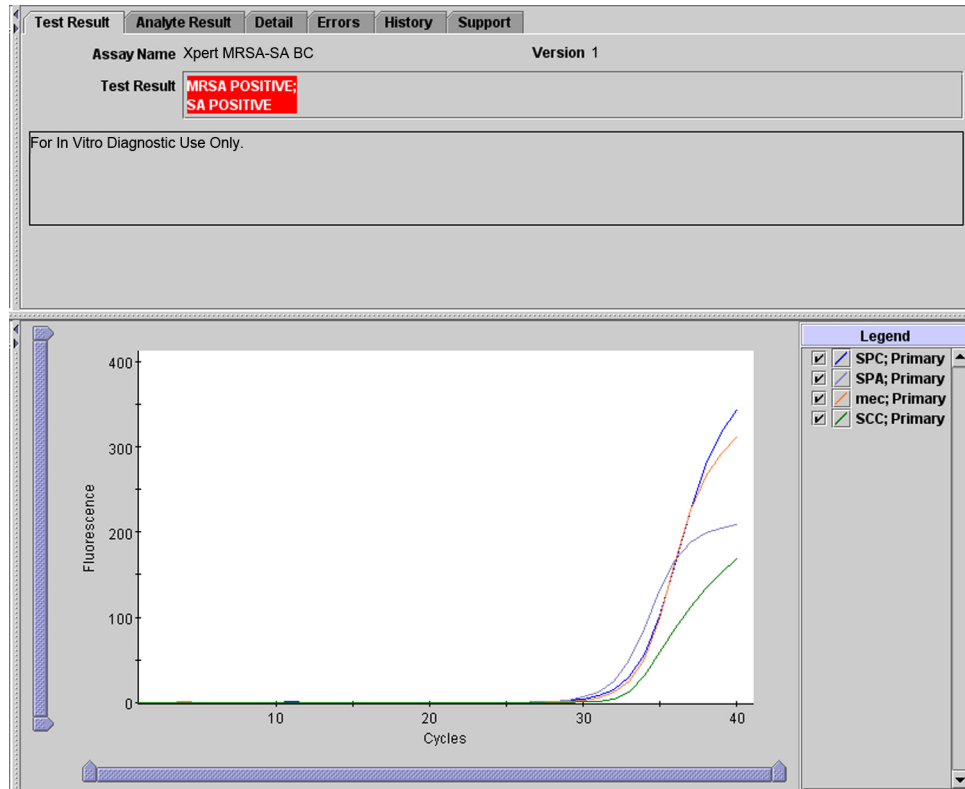 Test Result Analyte Result Detail Errors History Support
Assay Name Xpert MRSA-SA BC Version 1
Test Result MRSA POSITIVE;
SA POSITIVE
For In Vitro Diagnostic Use Only.
Legend
SPC; Primary
SPA; Primary
mec; Primary
SCC; Primary
400
300
200
100
0
Fluorescence
10 20 30 40
Cycles